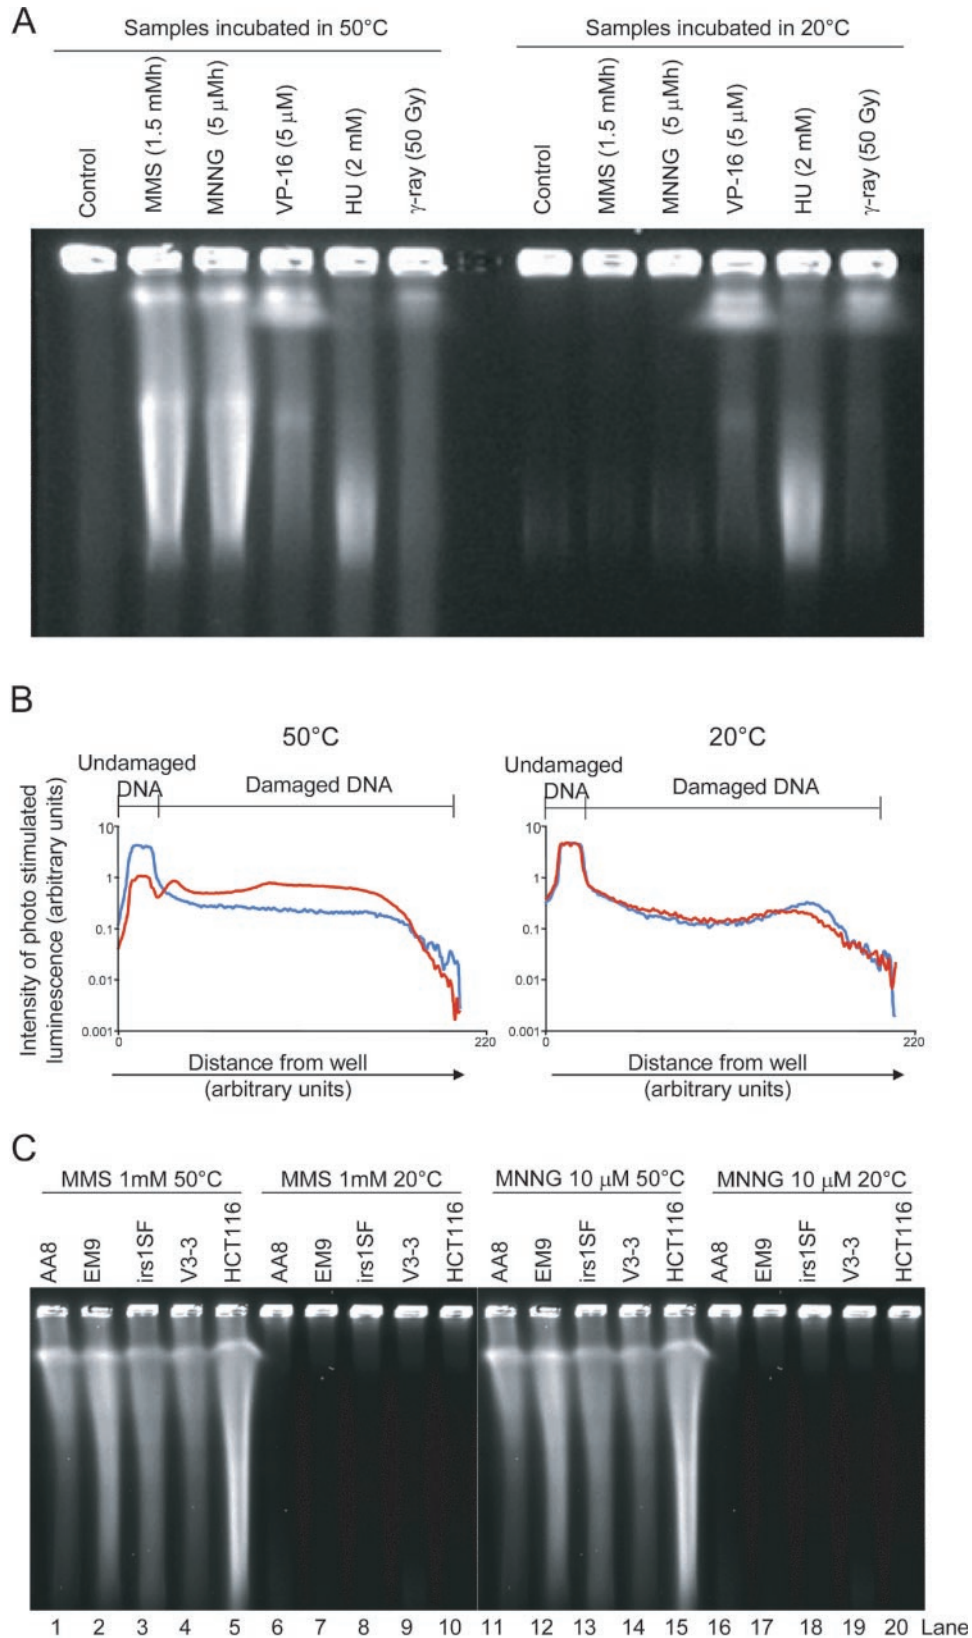 A
Samples incubated in 50°C
Samples incubated in 20°C
Control
MMS (1.5 mMh)
MNNG (5 μMh)
VP-16 (5 μM)
HU (2 mM)
γ-ray (50 Gy)
Control
MMS (1.5 mMh)
MNNG (5 μMh)
VP-16 (5 μM)
HU (2 mM)
γ-ray (50 Gy)
B
50°C
20°C
Undamaged
DNA
Damaged DNA
Undamaged
DNA
Damaged DNA
Intensity of photo stimulated
luminescence (arbitrary units)
10
1
0.1
0.01
0.001
0
220
10
1
0.1
0.01
0.001
0
220
Distance from well
(arbitrary units)
Distance from well
(arbitrary units)
C
MMS 1mM 50°C
MMS 1mM 20°C
MNNG 10 μM 50°C
MNNG 10 μM 20°C
AA8
EM9
irs1SF
V3-3
HCT116
AA8
EM9
irs1SF
V3-3
HCT116
AA8
EM9
irs1SF
V3-3
HCT116
AA8
EM9
irs1SF
V3-3
HCT116
1 2 3 4 5 6 7 8 9 10 11 12 13 14 15 16 17 18 19 20 Lane